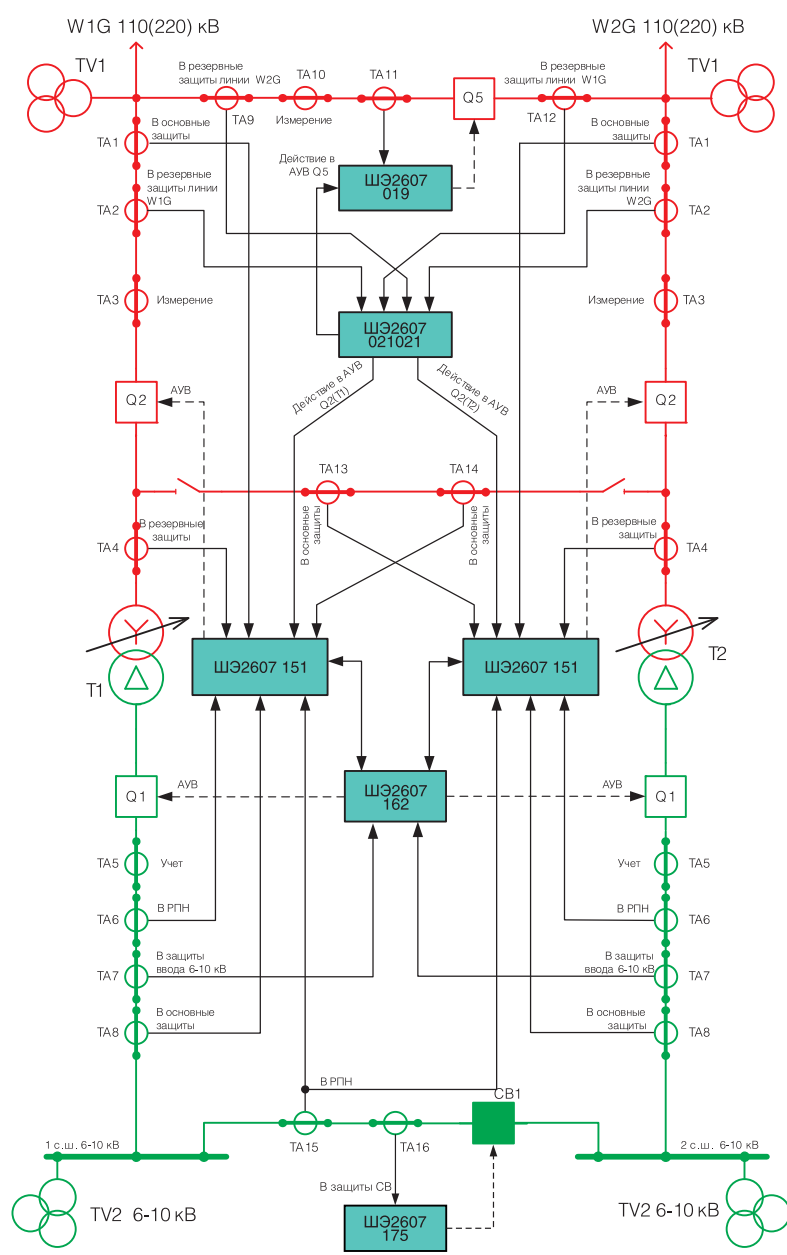 W1G 110(220) кВ
W2G 110(220) кВ
TV1
В резервные
защиты линии W2G
TA10
TA11
Q5
В резервные
защиты линии W1G
TV1
TA9
Измерение
TA12
TA1
В основные
защиты
Действие в
АУВ Q5
ШЭ2607
019
В основные
защиты
TA1
TA2
В резервные
защиты линии
W1G
В резервные
защиты линии
W2G
TA2
TA3
Измерение
ШЭ2607
021021
Измерение
TA3
Q2
АУВ
Действие в АУВ
Q2(T1)
Действие в АУВ
Q2(T2)
АУВ
Q2
TA13
TA14
В основные
защиты
В основные
защиты
TA4
В резервные
защиты
В резервные
защиты
TA4
T1
ШЭ2607 151
ШЭ2607 151
T2
Q1
АУВ
ШЭ2607
162
АУВ
Q1
TA5
Учет
Учет
TA5
TA6
В РПН
В РПН
TA6
TA7
В защиты
ввода 6-10 кВ
В защиты
ввода 6-10 кВ
TA7
TA8
В основные
защиты
В основные
защиты
TA8
В РПН
СВ1
TA15
TA16
1 с.ш. 6-10 кВ
2 с.ш. 6-10 кВ
В защиты СВ
TV2 6-10 кВ
ШЭ2607
175
TV2 6-10 кВ